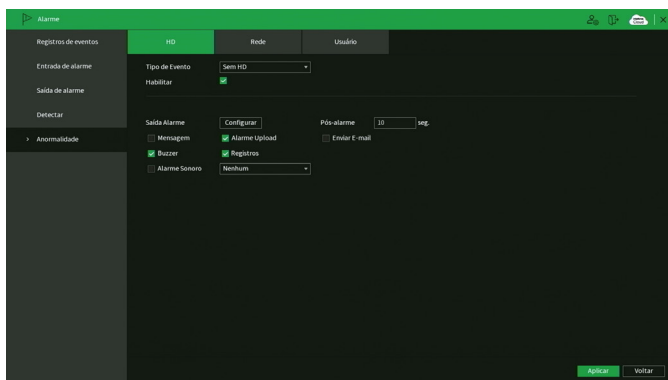 Alarme
Cloud
Registros de eventos
Entrada de alarme
Saída de alarme
Detectar
> Anormalidade
HD Rede Usuário
Tipo de Evento Sem HD
Habilitar
Saída Alarme Configurar Pós-alarme 10 seg.
Mensagem Alarme Upload Enviar E-mail
Buzzer Registros
Alarme Sonoro Nenhum
Aplicar Voltar